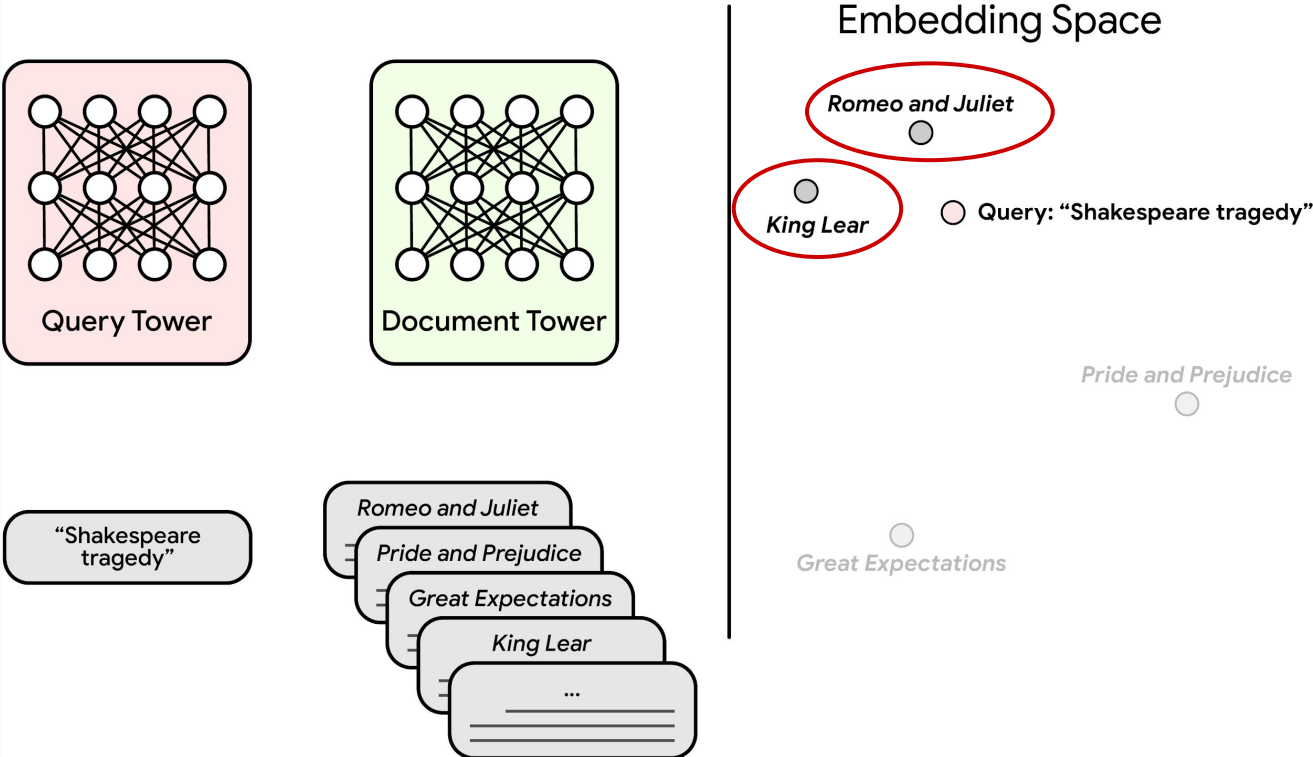 Embedding Space
Query Tower
Document Tower
“Shakespeare
tragedy”
Romeo and Juliet
Pride and Prejudice
Great Expectations
King Lear
...
Romeo and Juliet
King Lear
Query: “Shakespeare tragedy”
Pride and Prejudice
Great Expectations